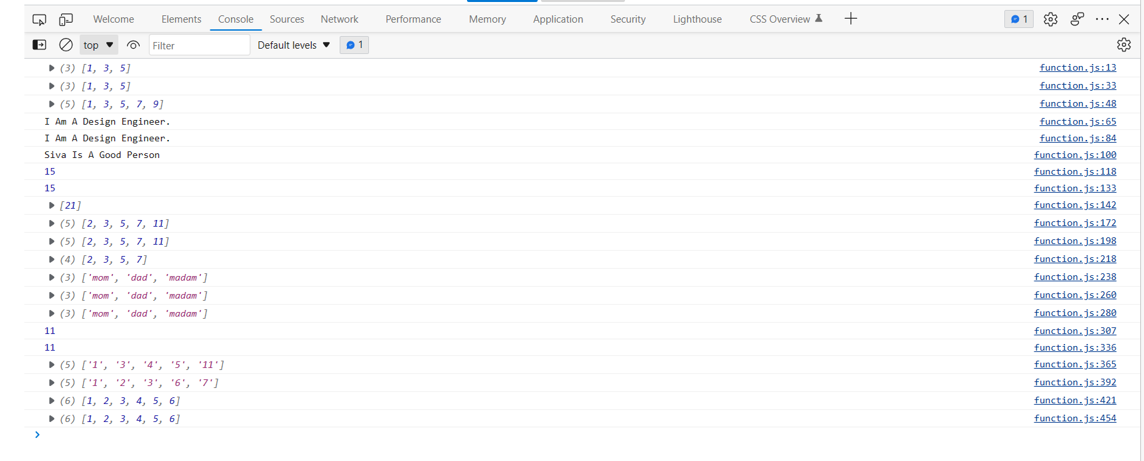 Welcome Elements Console Sources Network Performance Memory Application Security Lighthouse CSS Overview 1
top Filter Default levels 1
(3) [1, 3, 5] function.js:13
(3) [1, 3, 5] function.js:33
(5) [1, 3, 5, 7, 9] function.js:48
I Am A Design Engineer. function.js:65
I Am A Design Engineer. function.js:84
Siva Is A Good Person function.js:100
15 function.js:118
15 function.js:133
[21] function.js:142
(5) [2, 3, 5, 7, 11] function.js:172
(5) [2, 3, 5, 7, 11] function.js:198
(4) [2, 3, 5, 7] function.js:218
(3) ['mom', 'dad', 'madam'] function.js:238
(3) ['mom', 'dad', 'madam'] function.js:260
(3) ['mom', 'dad', 'madam'] function.js:280
11 function.js:307
11 function.js:336
(5) ['1', '3', '4', '5', '11'] function.js:365
(5) ['1', '2', '3', '6', '7'] function.js:392
(6) [1, 2, 3, 4, 5, 6] function.js:421
(6) [1, 2, 3, 4, 5, 6] function.js:454